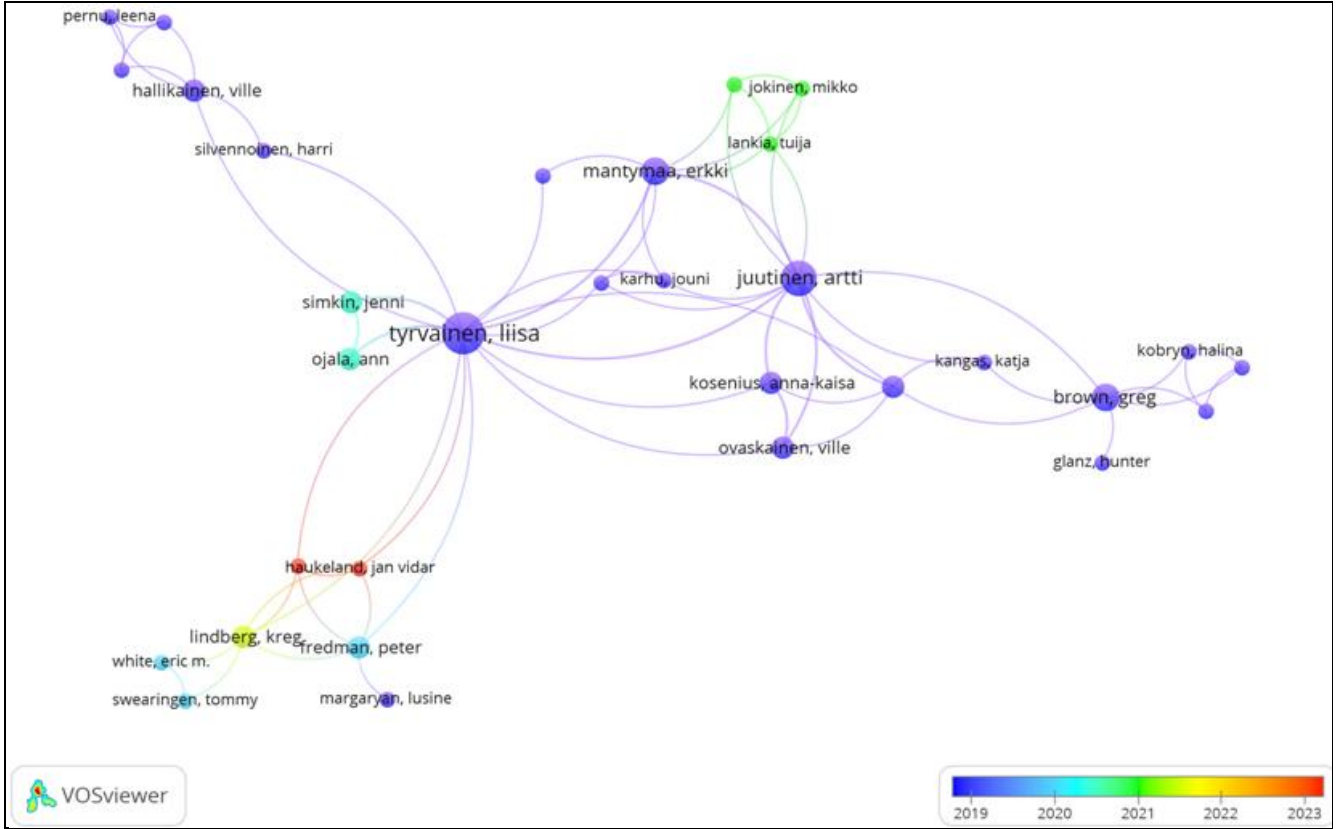 pernu, leena
hallikainen, ville
silvennoinen, harri
jokinen, mikko
lankia, tuija
mantymaa, erkki
karhu, jouni
juutinen, artti
simkin, jenni
tyrvainen, liisa
ojala, ann
kosenius, anna-kaisa
kangas, katja
kobryn, halina
brown, greg
ovaskainen, ville
glanz, hunter
haukeland, jan vidar
lindberg, kreg
fredman, peter
white, eric m.
swearingen, tommy
margaryan, lusine
VOSviewer
2019 2020 2021 2022 2023